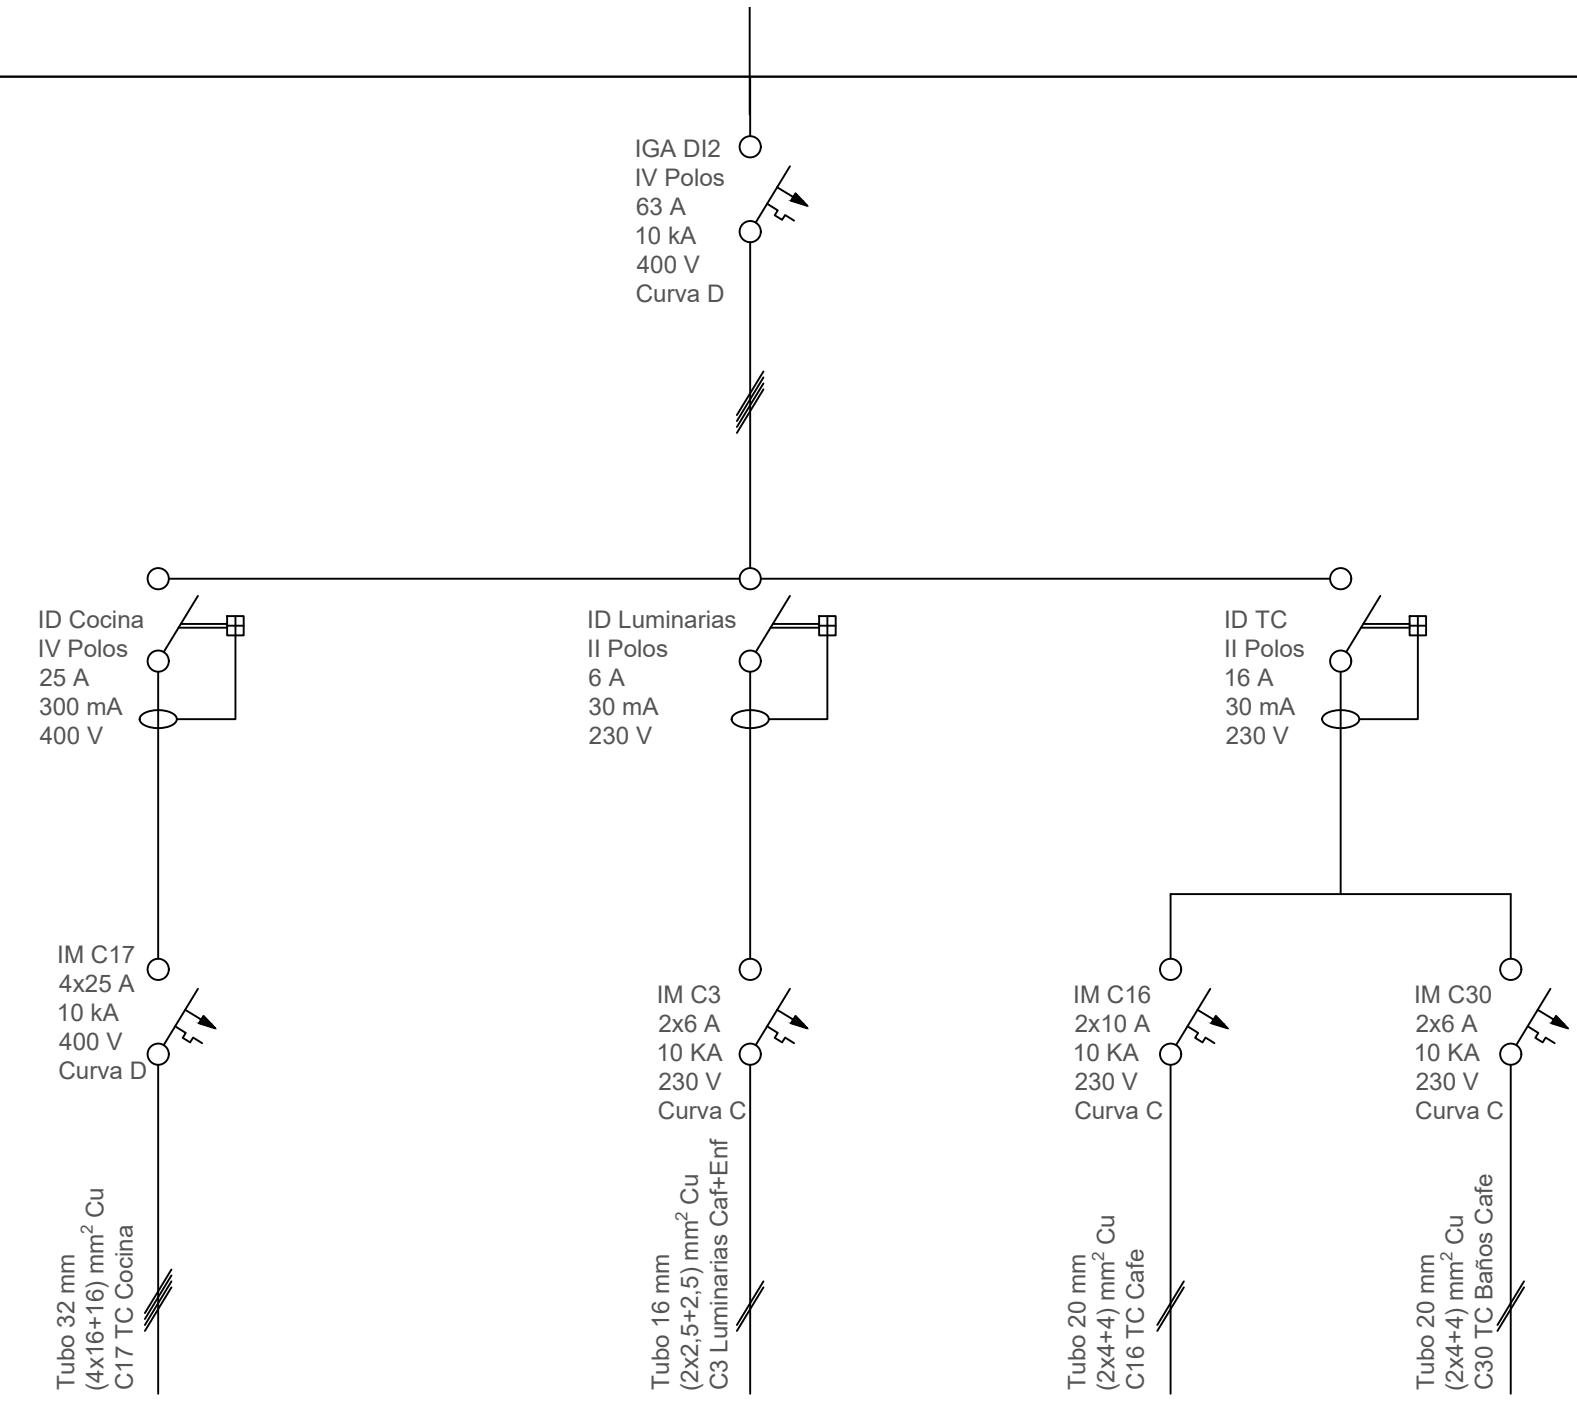 IGA DI2
IV Polos
63 A
10 kA
400 V
Curva D
ID Cocina
IV Polos
25 A
300 mA
400 V
ID Luminarias
II Polos
6 A
30 mA
230 V
ID TC
II Polos
16 A
30 mA
230 V
IM C17
4x25 A
10 kA
400 V
Curva D
IM C3
2x6 A
10 KA
230 V
Curva C
IM C16
2x10 A
10 KA
230 V
Curva C
IM C30
2x6 A
10 KA
230 V
Curva C
Tubo 32 mm
(4x16+16) mm² Cu
C17 TC Cocina
Tubo 16 mm
(2x2,5+2,5) mm² Cu
C3 Luminarias Caf+Enf
Tubo 20 mm
(2x4+4) mm² Cu
C16 TC Cafe
Tubo 20 mm
(2x4+4) mm² Cu
C30 TC Baños Cafe